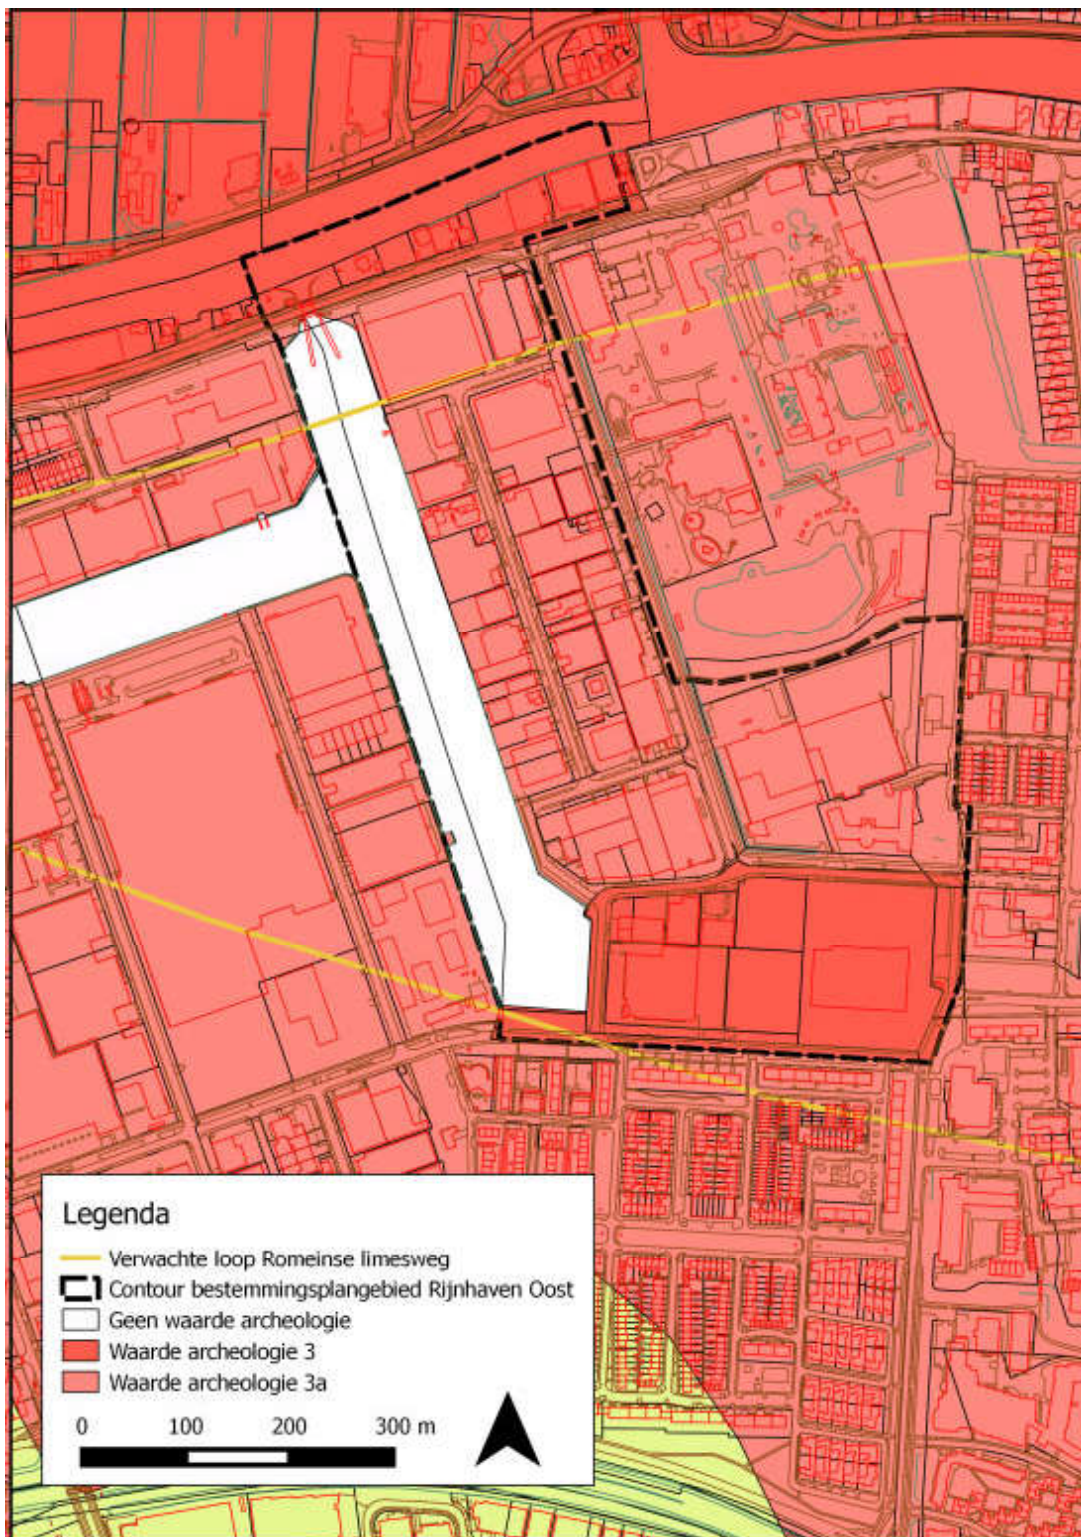 Legenda
Verwachte loop Romeinse limesweg
Contour bestemmingsplangebied Rijnhaven Oost
Geen waarde archeologie
Waarde archeologie 3
Waarde archeologie 3a
0 100 200 300 m